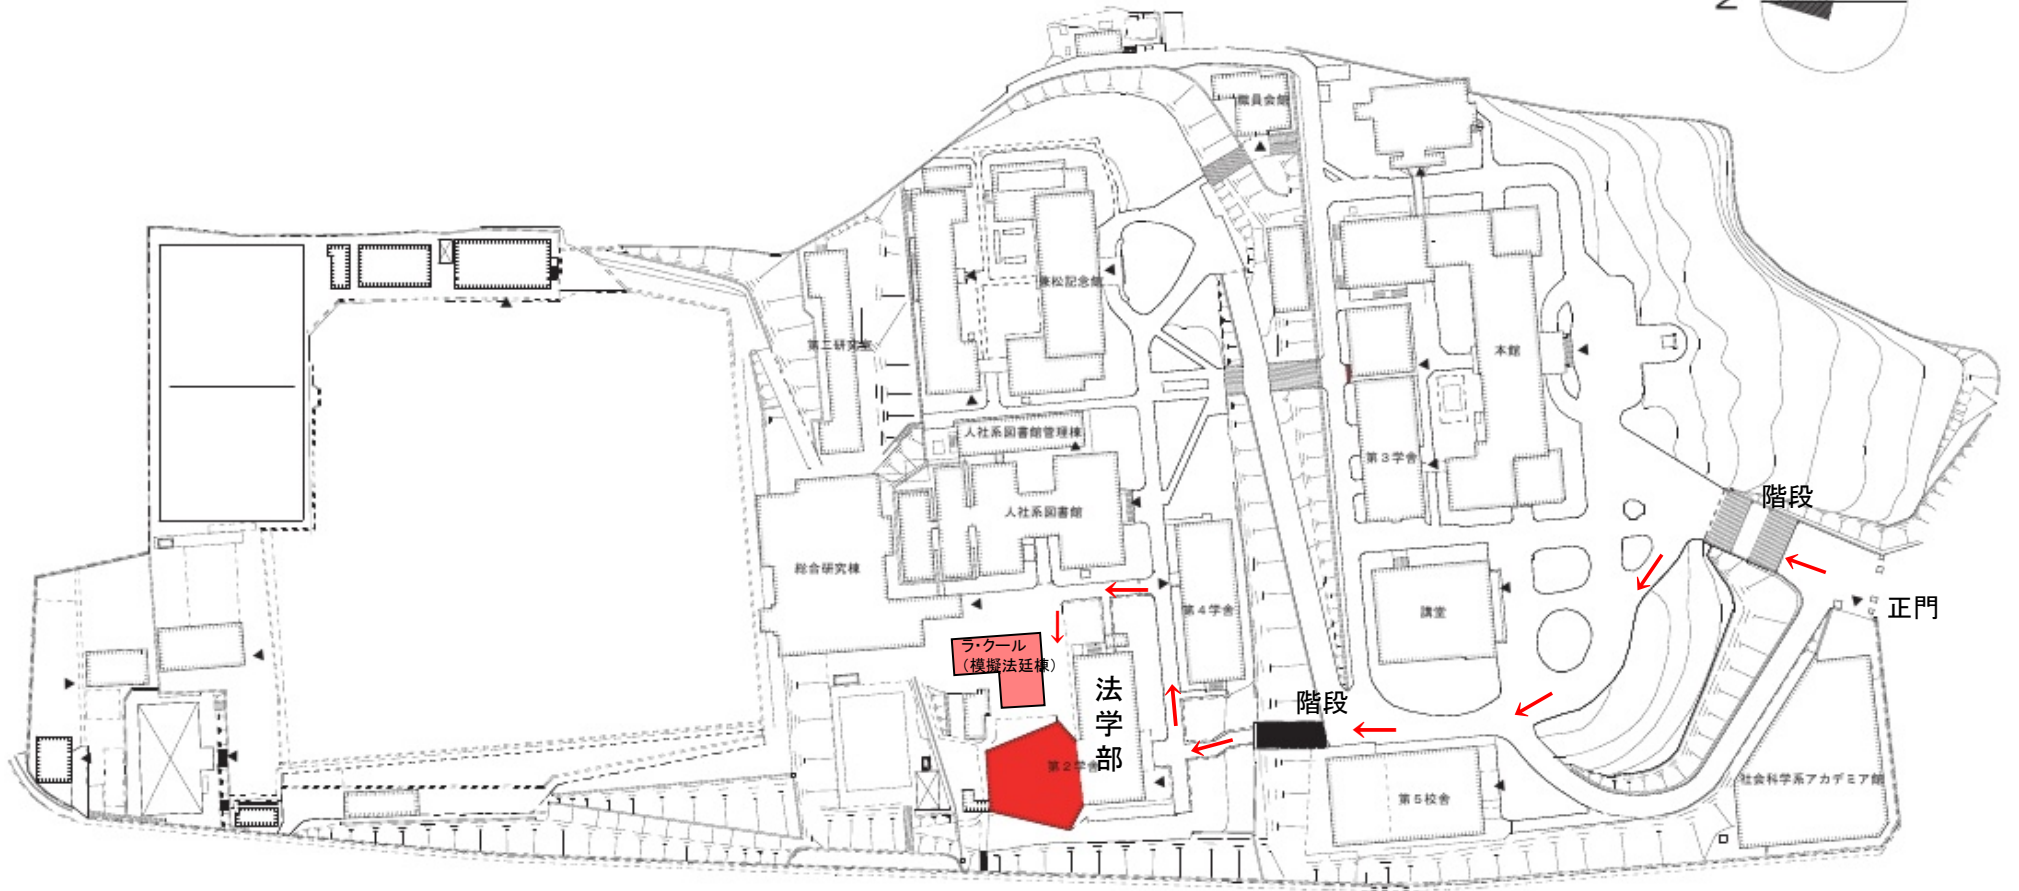 N
職員会館
兼松記念館
第二研究室
本館
人社系図書館管理棟
第3学舎
階段
人社系図書館
総合研究棟
第4学舎
講堂
正門
ラ・クール
(模擬法廷棟)
法学部
階段
第2学舎
第5校舎
社会科学系アカデミア館